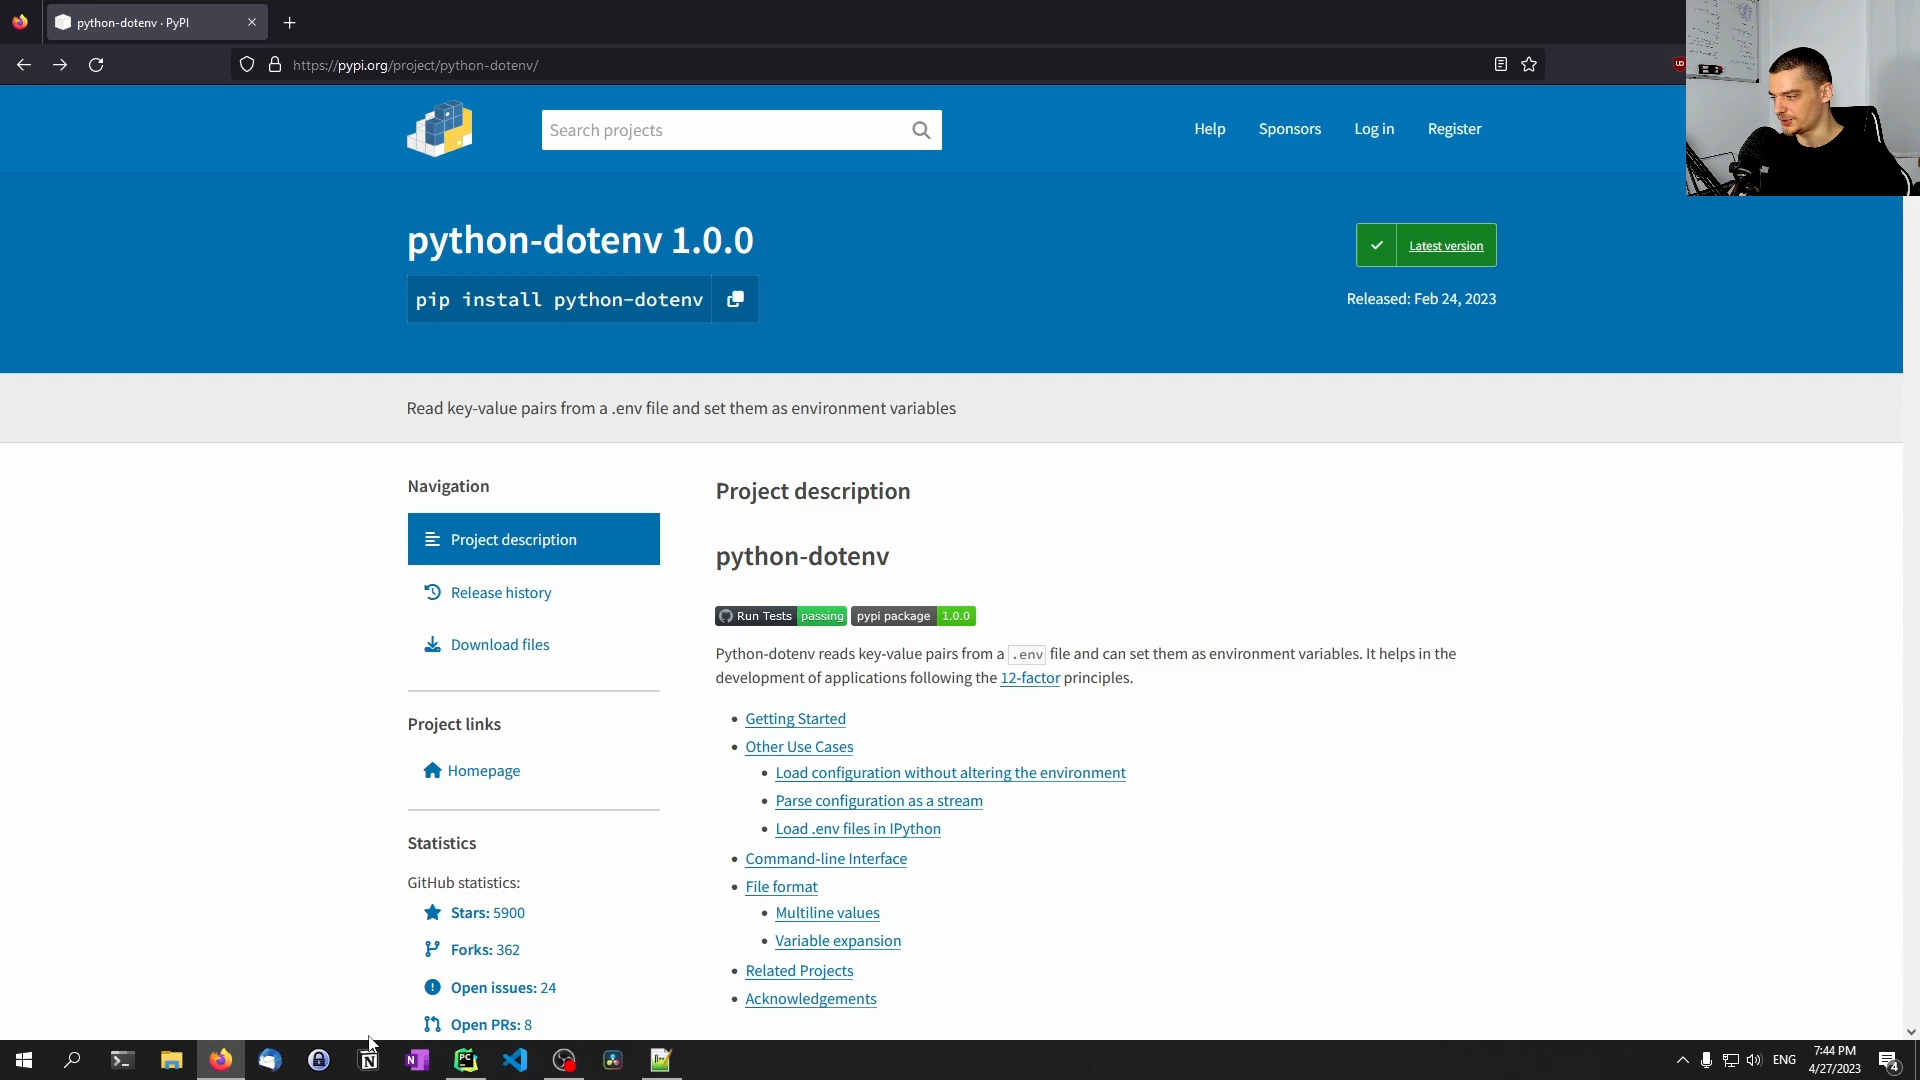 python-dotenv · PyPI
https://pypi.org/project/python-dotenv/
Search projects
Help
Sponsors
Log in
Register
python-dotenv 1.0.0
Latest version
pip install python-dotenv
Released: Feb 24, 2023
Read key-value pairs from a .env file and set them as environment variables
Navigation
Project description
Release history
Download files
Project links
Homepage
Statistics
GitHub statistics:
Stars: 5900
Forks: 362
Open issues: 24
Open PRs: 8
Project description
python-dotenv
Run Tests passing pypi package 1.0.0
Python-dotenv reads key-value pairs from a .env file and can set them as environment variables. It helps in the
development of applications following the 12-factor principles.
Getting Started
Other Use Cases
Load configuration without altering the environment
Parse configuration as a stream
Load .env files in IPython
Command-line Interface
File format
Multiline values
Variable expansion
Related Projects
Acknowledgements
ENG
7:44 PM
4/27/2023
4